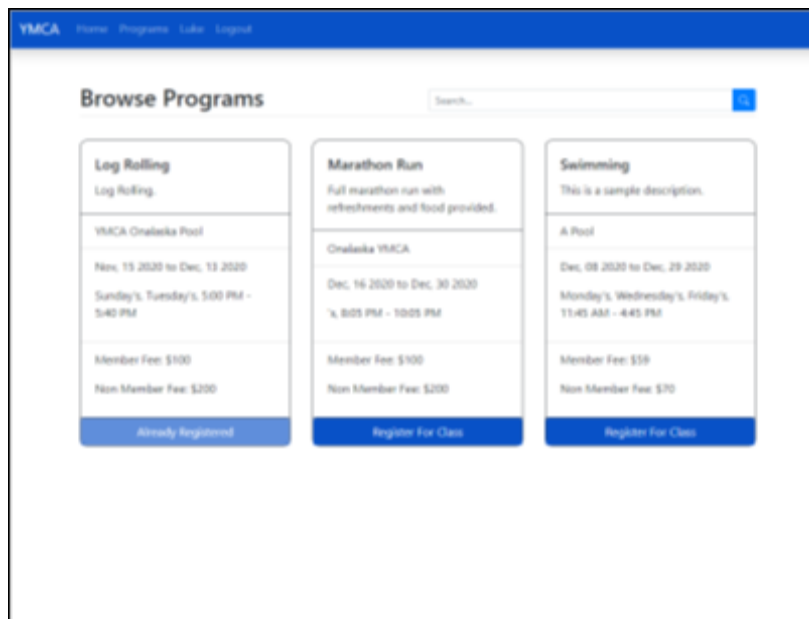 YMCA Home Programs Luke Logout
Browse Programs
Search...
Log Rolling
Log Rolling.
YMCA Onalaska Pool
Nov, 15 2020 to Dec, 13 2020
Sunday's, Tuesday's, 5:00 PM -
5:40 PM
Member Fee: $100
Non Member Fee: $200
Already Registered
Marathon Run
Full marathon run with
refreshments and food provided.
Onalaska YMCA
Dec, 16 2020 to Dec, 30 2020
's, 8:05 PM - 10:05 PM
Member Fee: $100
Non Member Fee: $200
Register For Class
Swimming
This is a sample description.
A Pool
Dec, 08 2020 to Dec, 29 2020
Monday's, Wednesday's, Friday's,
11:45 AM - 4:45 PM
Member Fee: $59
Non Member Fee: $70
Register For Class